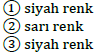 ① siyah renk
② sarı renk
③ siyah renk